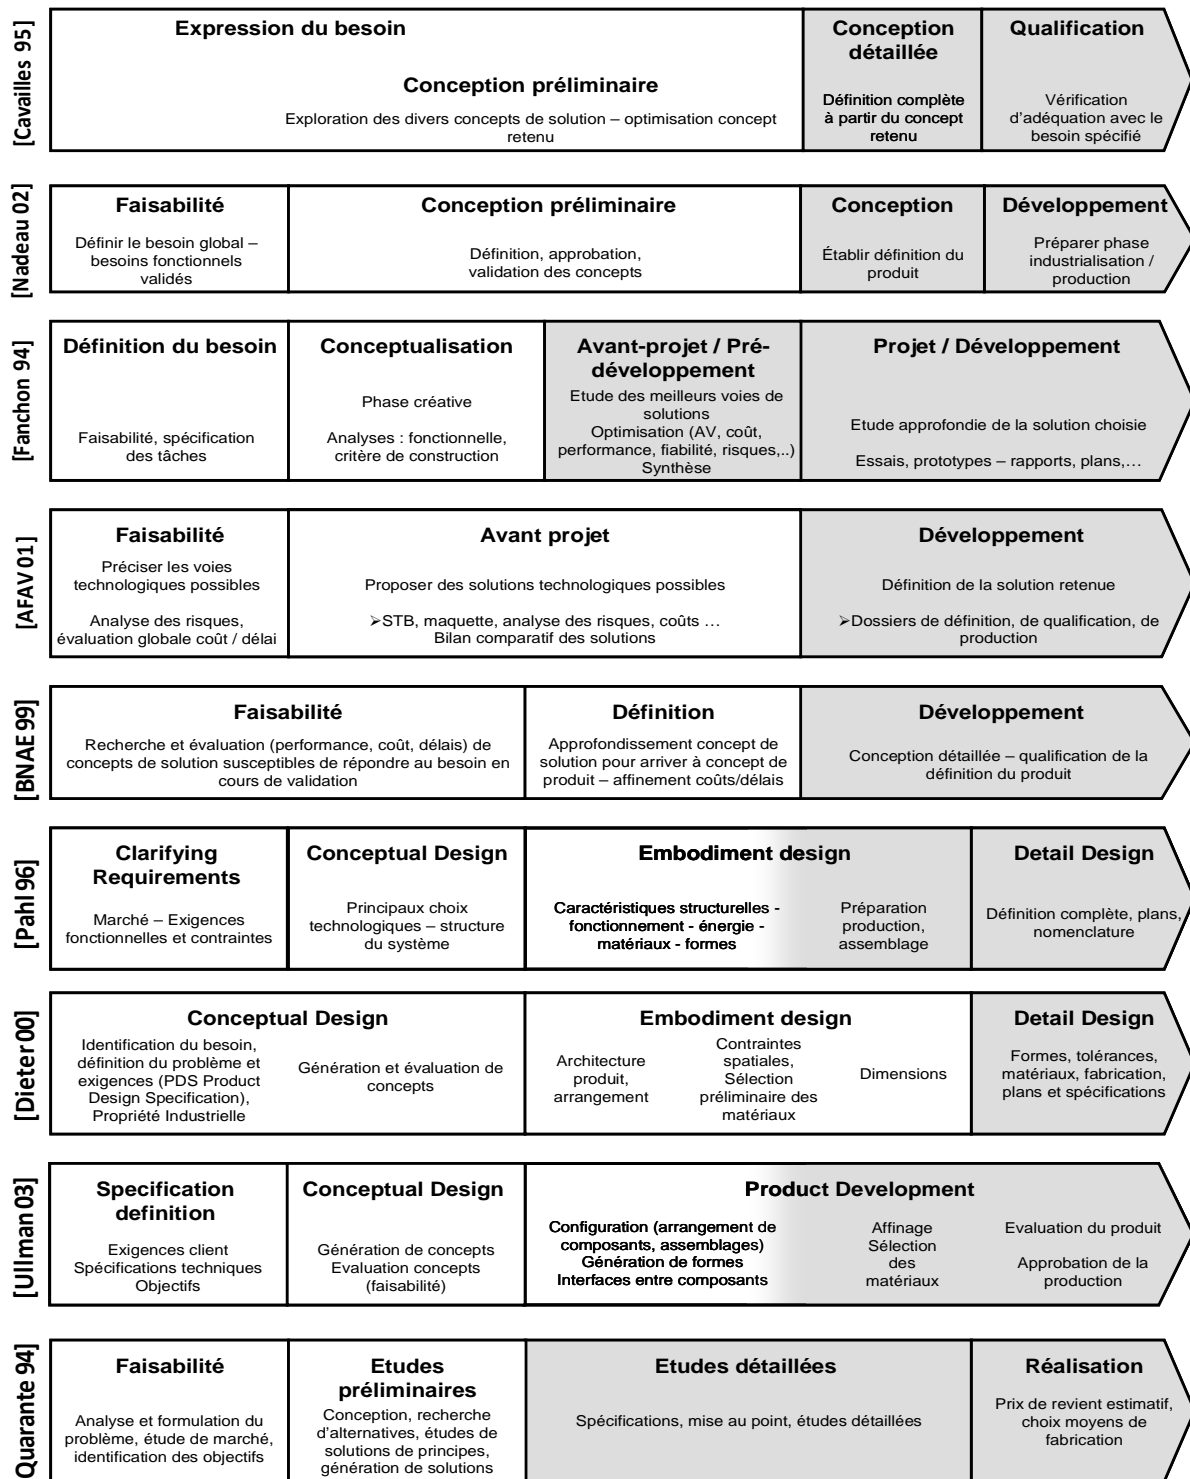 [Cavailles 95]
Expression du besoin
Conception préliminaire
Exploration des divers concepts de solution – optimisation concept
retenu
Conception
détaillée
Définition complète
à partir du concept
retenu
Qualification
Vérification
d'adéquation avec le
besoin spécifié
[Nadeau 02]
Faisabilité
Définir le besoin global –
besoins fonctionnels
validés
Conception préliminaire
Définition, approbation,
validation des concepts
Conception
Établir définition du
produit
Développement
Préparer phase
industrialisation /
production
[Fanchon 94]
Définition du besoin
Faisabilité, spécification
des tâches
Conceptualisation
Phase créative
Analyses : fonctionnelle,
critère de construction
Avant-projet / Pré-
développement
Etude des meilleurs voies de
solutions
Optimisation (AV, coût,
performance, fiabilité, risques,..)
Synthèse
Projet / Développement
Etude approfondie de la solution choisie
Essais, prototypes – rapports, plans,…
[AFAV 01]
Faisabilité
Préciser les voies
technologiques possibles
Analyse des risques,
évaluation globale coût / délai
Avant projet
Proposer des solutions technologiques possibles
➢STB, maquette, analyse des risques, coûts …
Bilan comparatif des solutions
Développement
Définition de la solution retenue
➢Dossiers de définition, de qualification, de
production
[BNAE 99]
Faisabilité
Recherche et évaluation (performance, coût, délais) de
concepts de solution susceptibles de répondre au besoin en
cours de validation
Définition
Approfondissement concept de
solution pour arriver à concept de
produit – affinement coûts/délais
Développement
Conception détaillée – qualification de la
définition du produit
[Pahl 96]
Clarifying
Requirements
Marché – Exigences
fonctionnelles et contraintes
Conceptual Design
Principaux choix
technologiques – structure
du système
Embodiment design
Caractéristiques structurelles -
fonctionnement - énergie -
matériaux - formes
Préparation
production,
assemblage
Detail Design
Définition complète, plans,
nomenclature
[Dieter 00]
Conceptual Design
Identification du besoin,
définition du problème et
exigences (PDS Product
Design Specification),
Propriété Industrielle
Génération et évaluation de
concepts
Embodiment design
Architecture
produit,
arrangement
Contraintes
spatiales,
Sélection
préliminaire des
matériaux
Dimensions
Detail Design
Formes, tolérances,
matériaux, fabrication,
plans et spécifications
[Ullman 03]
Specification
definition
Exigences client
Spécifications techniques
Objectifs
Conceptual Design
Génération de concepts
Evaluation concepts
(faisabilité)
Product Development
Configuration (arrangement de
composants, assemblages)
Génération de formes
Interfaces entre composants
Affinage
Sélection
des
matériaux
Evaluation du produit
Approbation de la
production
Quarante 94]
Faisabilité
Analyse et formulation du
problème, étude de marché,
identification des objectifs
Etudes
préliminaires
Conception, recherche
d'alternatives, études de
solutions de principes,
génération de solutions
Etudes détaillées
Spécifications, mise au point, études détaillées
Réalisation
Prix de revient estimatif,
choix moyens de
fabrication